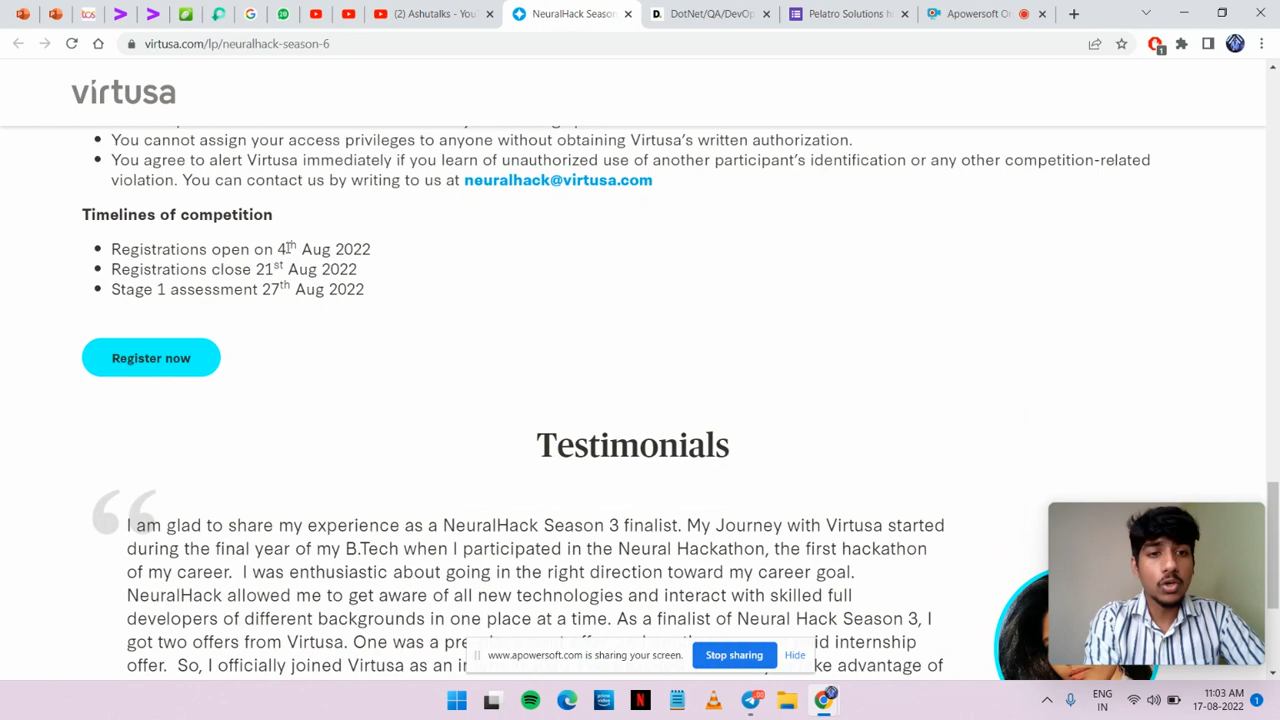 (2) Ashutalks - You
NeuralHack Season
DotNet/QA/DevOp
Pelatro Solutions h
Apowersoft On
virtusa.com/lp/neuralhack-season-6
virtusa
You cannot assign your access privileges to anyone without obtaining Virtusa's written authorization.
You agree to alert Virtusa immediately if you learn of unauthorized use of another participant's identification or any other competition-related
violation. You can contact us by writing to us at neuralhack@virtusa.com
Timelines of competition
Registrations open on 4th Aug 2022
Registrations close 21st Aug 2022
Stage 1 assessment 27th Aug 2022
Register now
Testimonials
I am glad to share my experience as a NeuralHack Season 3 finalist. My Journey with Virtusa started
during the final year of my B.Tech when I participated in the Neural Hackathon, the first hackathon
of my career. I was enthusiastic about going in the right direction toward my career goal.
NeuralHack allowed me to get aware of all new technologies and interact with skilled full
developers of different backgrounds in one place at a time. As a finalist of Neural Hack Season 3, I
got two offers from Virtusa. One was a internship
offer. So, I officially joined Virtusa as an advantage of
www.apowersoft.com is sharing your screen.
Stop sharing
Hide
ENG
IN
11:03 AM
17-08-2022